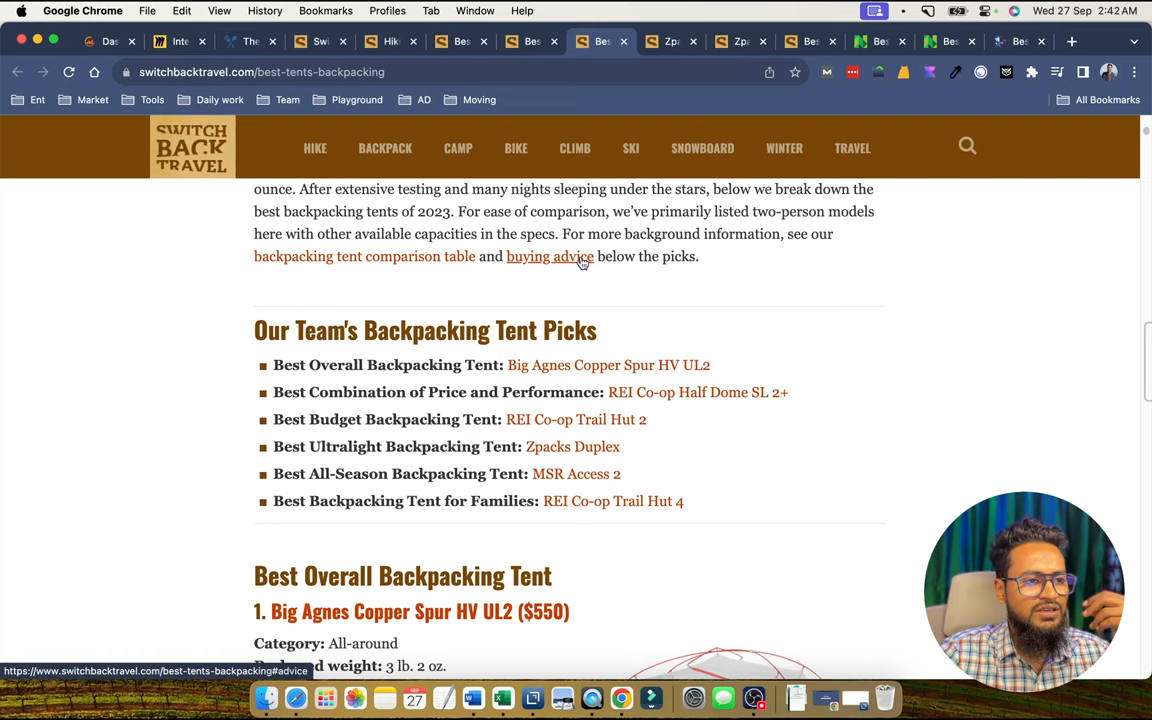 Google Chrome File Edit View History Bookmarks Profiles Tab Window Help Wed 27 Sep 2:42 AM
Das Inte The Swi Hiki Bes Bes Bes Zpa Zpa Bes Bes Bes Bes
switchbacktravel.com/best-tents-backpacking
Ent Market Tools Daily work Team Playground AD Moving All Bookmarks
SWITCH
BACK
TRAVEL
HIKE BACKPACK CAMP BIKE CLIMB SKI SNOWBOARD WINTER TRAVEL
ounce. After extensive testing and many nights sleeping under the stars, below we break down the
best backpacking tents of 2023. For ease of comparison, we’ve primarily listed two-person models
here with other available capacities in the specs. For more background information, see our
backpacking tent comparison table and buying advice below the picks.
Our Team's Backpacking Tent Picks
Best Overall Backpacking Tent: Big Agnes Copper Spur HV UL2
Best Combination of Price and Performance: REI Co-op Half Dome SL 2+
Best Budget Backpacking Tent: REI Co-op Trail Hut 2
Best Ultralight Backpacking Tent: Zpacks Duplex
Best All-Season Backpacking Tent: MSR Access 2
Best Backpacking Tent for Families: REI Co-op Trail Hut 4
Best Overall Backpacking Tent
1. Big Agnes Copper Spur HV UL2 ($550)
Category: All-around
weight: 3 lb. 2 oz.
https://www.switchbacktravel.com/best-tents-backpacking#advice
SEP
27